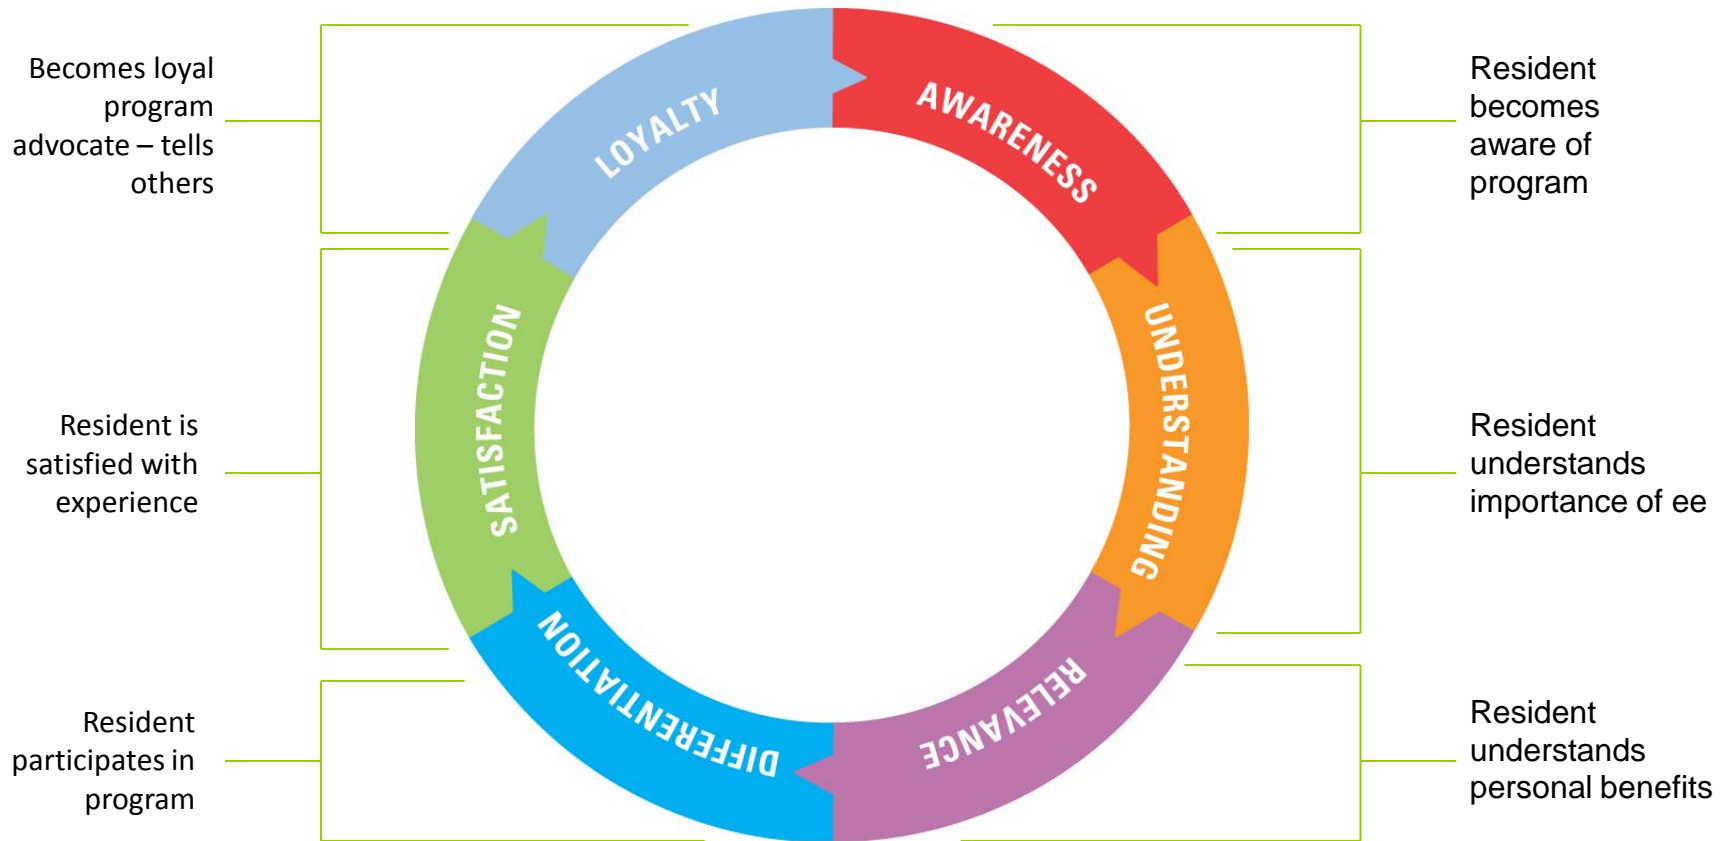 Becomes loyal
program
advocate – tells
others
LOYALTY
AWARENESS
Resident
becomes
aware of
program
Resident is
satisfied with
experience
SATISFACTION
UNDERSTANDING
Resident
understands
importance of ee
Resident
participates in
program
DIFFERENTIATION
RELEVANCE
Resident
understands
personal benefits